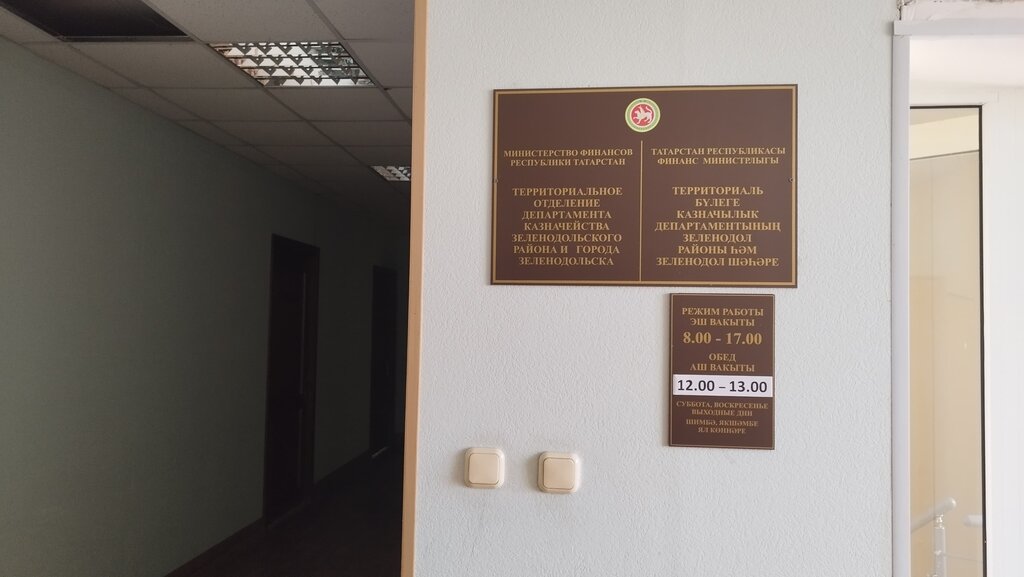 МИНИСТЕРСТВО ФИНАНСОВ
РЕСПУБЛИКИ ТАТАРСТАН
ТЕРРИТОРИАЛЬНОЕ
ОТДЕЛЕНИЕ
ДЕПАРТАМЕНТА
КАЗНАЧЕЙСТВА
ЗЕЛЕНОДОЛЬСКОГО
РАЙОНА И ГОРОДА
ЗЕЛЕНОДОЛЬСКА
ТАТАРСТАН РЕСПУБЛИКАСЫ
ФИНАНС МИНИСТРЛЫГЫ
ТЕРРИТОРИАЛЬ
БҮЛЕГЕ
КАЗНАЧЫЛЫК
ДЕПАРТАМЕНТЫНЫҢ
ЗЕЛЕНОДОЛ
РАЙОНЫ ҺӘМ
ЗЕЛЕНОДОЛ ШӘҺӘРЕ
РЕЖИМ РАБОТЫ
ЭШ ВАКЫТЫ
8.00 - 17.00
ОБЕД
АШ ВАКЫТЫ
12.00 – 13.00
СУББОТА, ВОСКРЕСЕНЬЕ
ВЫХОДНЫЕ ДНИ
ШИМБӘ, ЯКШӘМБЕ
ЯЛ КӨННӘРЕ